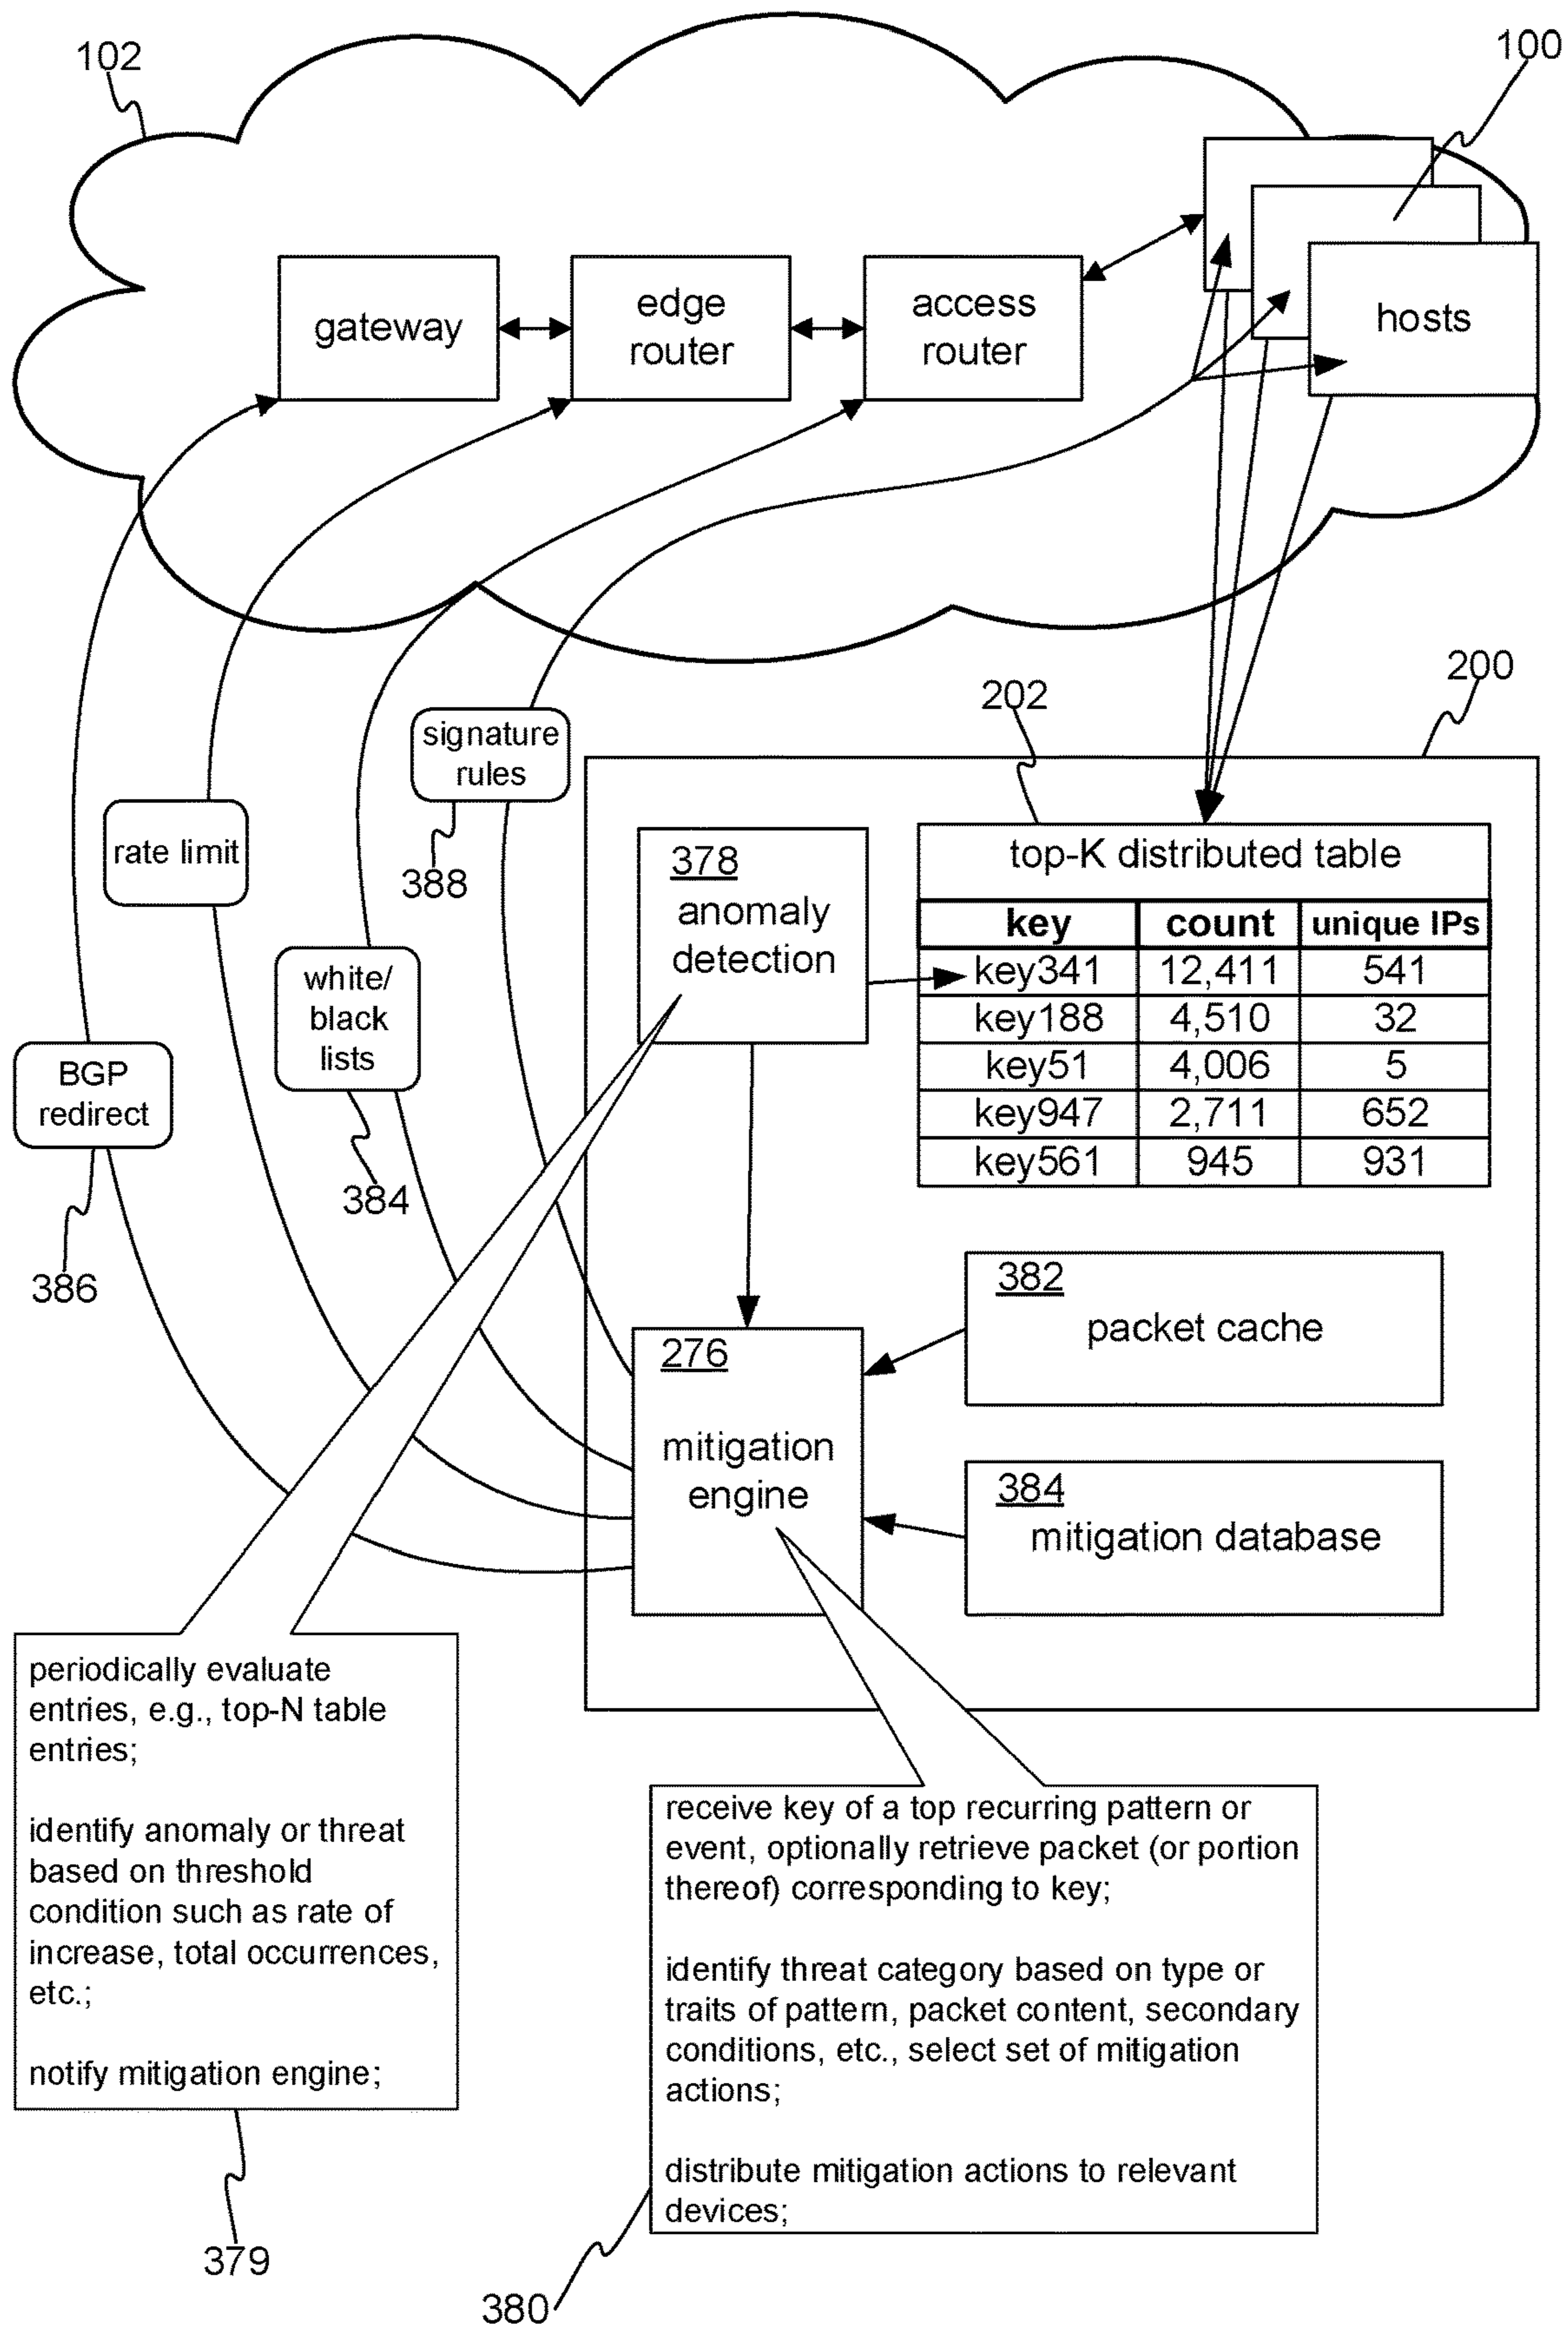 102
100
gateway
edge
router
access
router
hosts
200
202
signature
rules
388
rate limit
white/
black
lists
384
BGP
redirect
386
378
anomaly
detection
top-K distributed table
key count unique IPs
key341 12,411 541
key188 4,510 32
key51 4,006 5
key947 2,711 652
key561 945 931
382
packet cache
276
mitigation
engine
384
mitigation database
periodically evaluate
entries, e.g., top-N table
entries;
identify anomaly or threat
based on threshold
condition such as rate of
increase, total occurrences,
etc.;
notify mitigation engine;
379
receive key of a top recurring pattern or
event, optionally retrieve packet (or portion
thereof) corresponding to key;
identify threat category based on type or
traits of pattern, packet content, secondary
conditions, etc., select set of mitigation
actions;
distribute mitigation actions to relevant
devices;
380